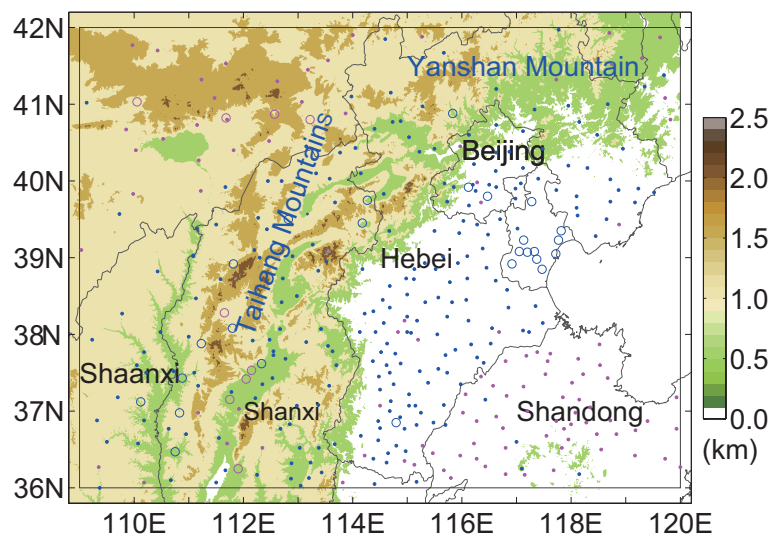 42N
41N
40N
39N
38N
37N
36N
110E
112E
114E
116E
118E
120E
Yanshan Mountain
Beijing
Taihang Mountains
Hebei
Shaanxi
Shanxi
Shandong
2.5
2.0
1.5
1.0
0.5
0.0
(km)